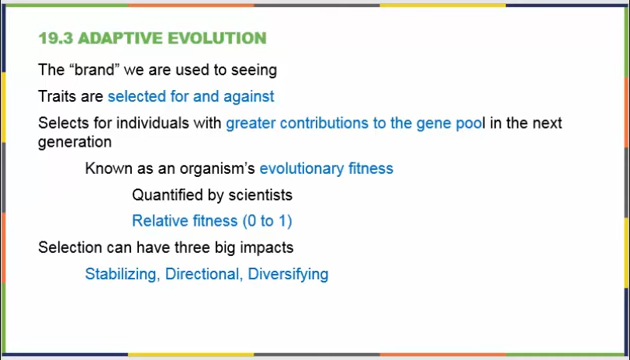 19.3 ADAPTIVE EVOLUTION
The “brand” we are used to seeing
Traits are selected for and against
Selects for individuals with greater contributions to the gene pool in the next
generation
Known as an organism’s evolutionary fitness
Quantified by scientists
Relative fitness (0 to 1)
Selection can have three big impacts
Stabilizing, Directional, Diversifying